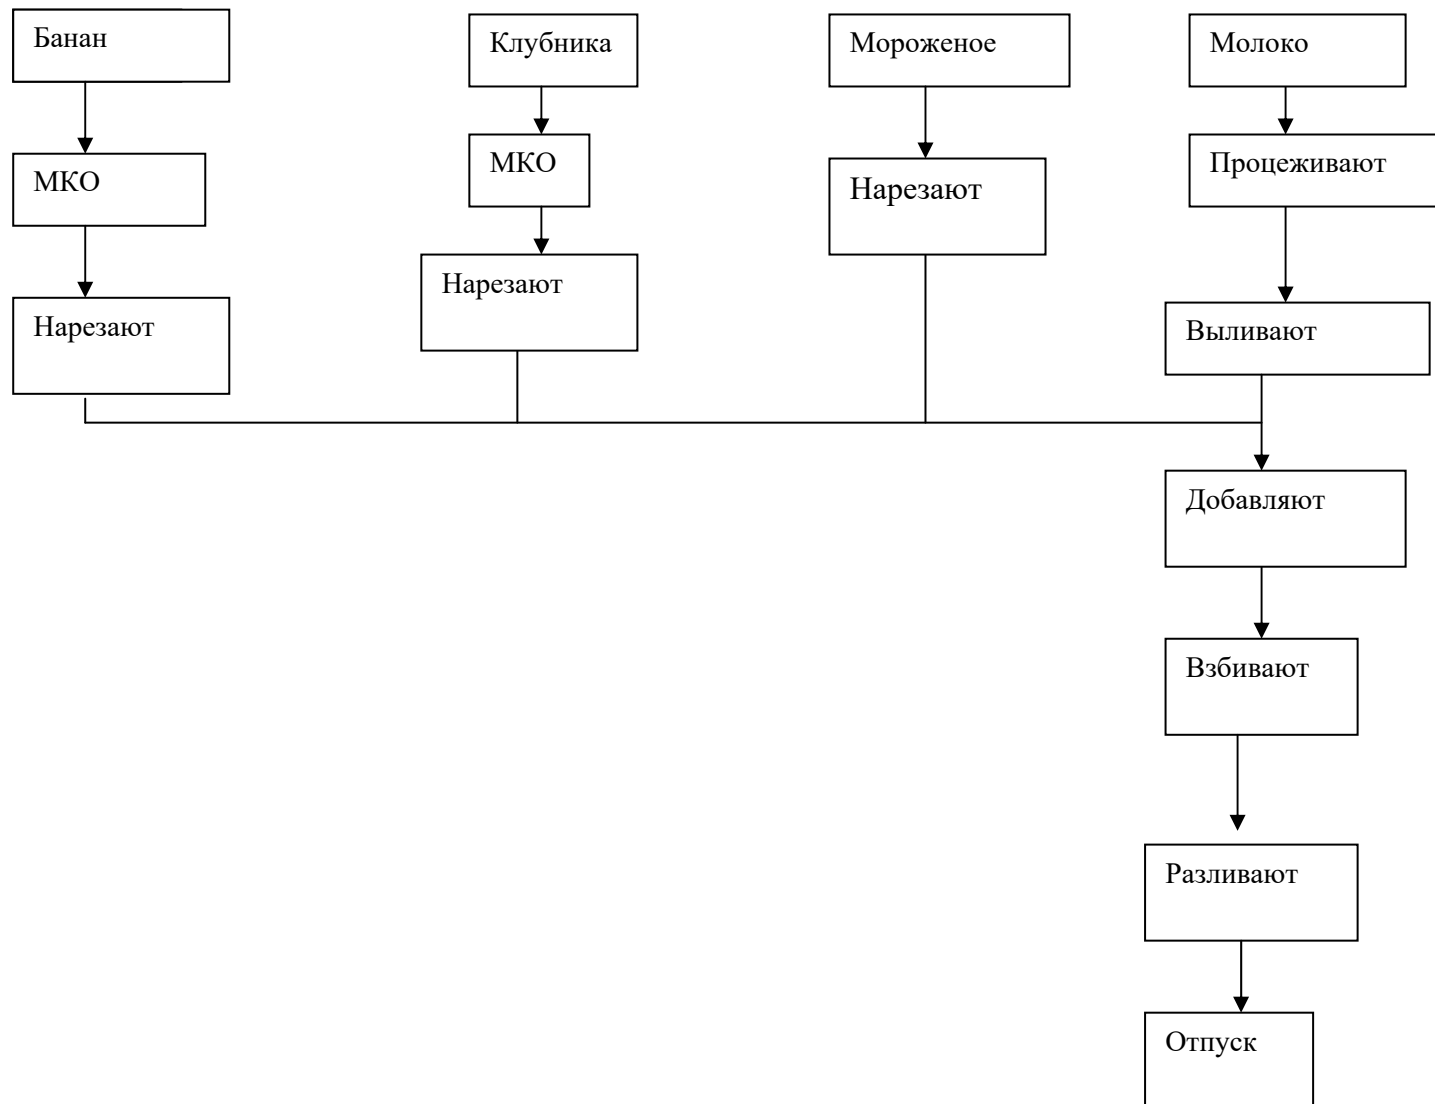 Банан
Клубника
Мороженое
Молоко
МКО
МКО
Нарезают
Процеживают
Нарезают
Нарезают
Выливают
Добавляют
Взбивают
Разливают
Отпуск